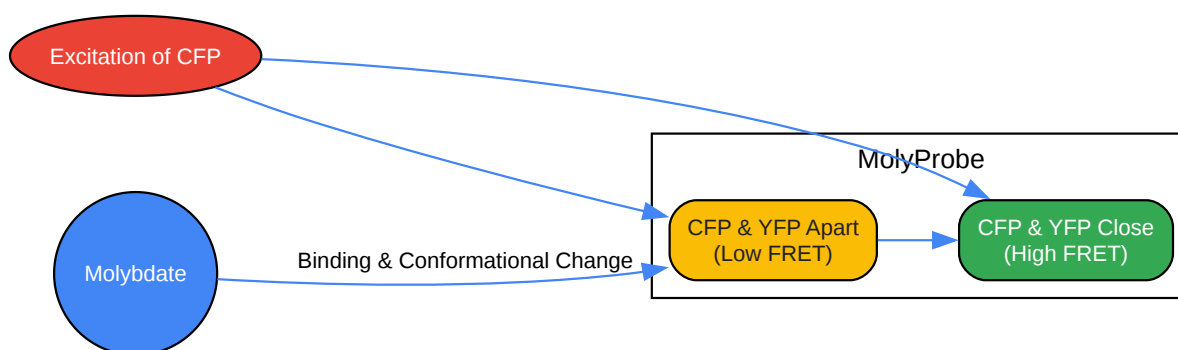 Excitation of CFP
MolyProbe
CFP & YFP Apart
(Low FRET)
CFP & YFP Close
(High FRET)
Binding & Conformational Change
Molybdate